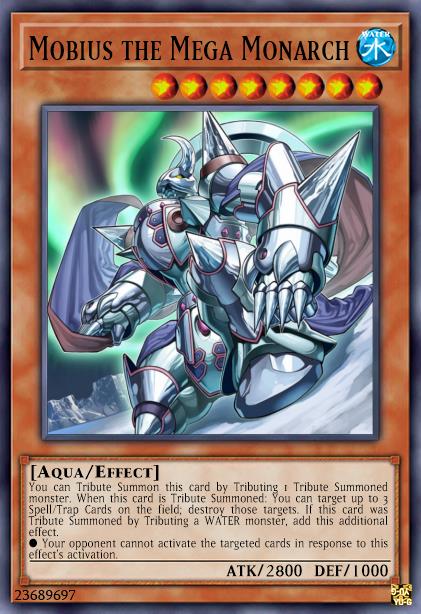 MOBIUS THE MEGA MONARCH
WATER
水
[AQUA/EFFECT]
You can Tribute Summon this card by Tributing 1 Tribute Summoned
monster. When this card is Tribute Summoned: You can target up to 3
Spell/Trap Cards on the field; destroy those targets. If this card was
Tribute Summoned by Tributing a WATER monster, add this additional
effect.
● Your opponent cannot activate the targeted cards in response to this
effect's activation.
ATK/2800 DEF/1000
23689697